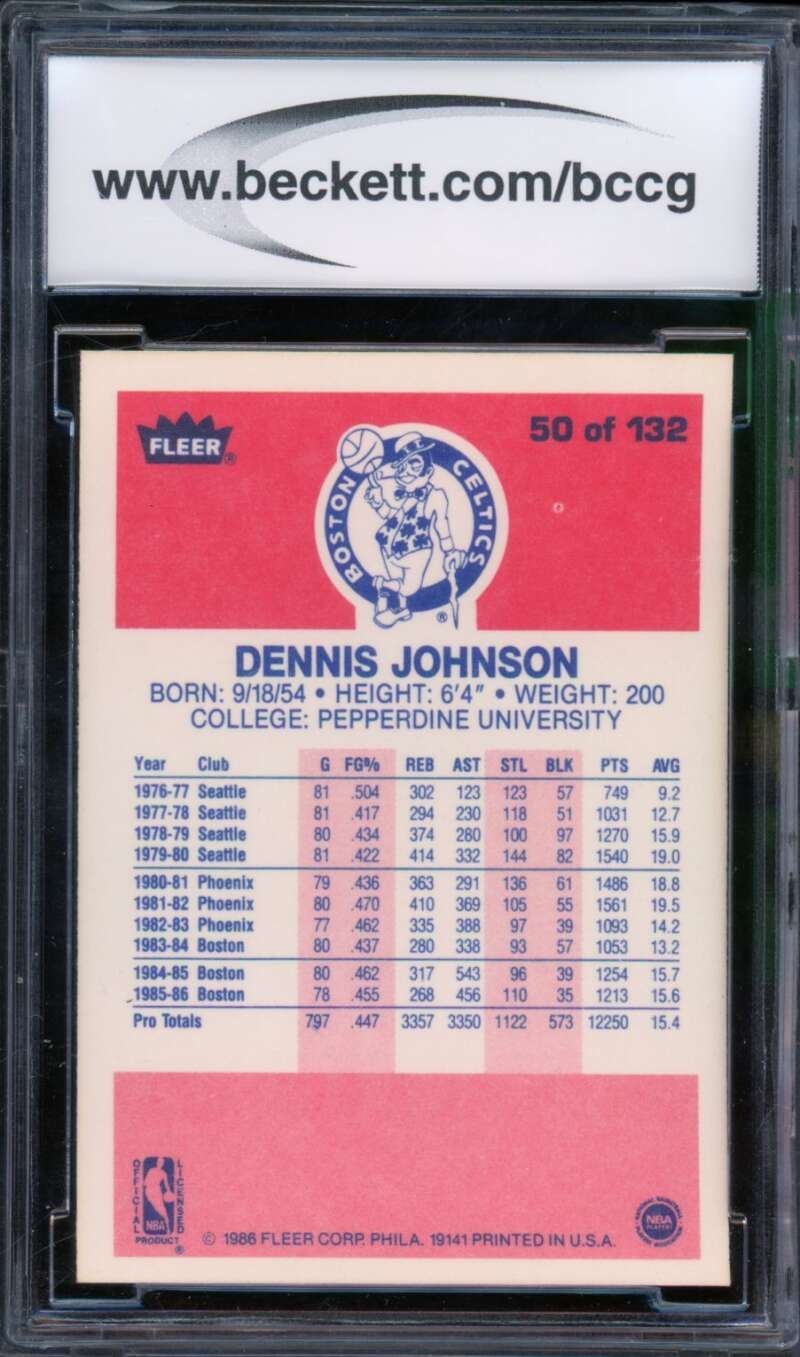 www.beckett.com/bccg
FLEER ®
50 of 132
BOSTON CELTICS ®
DENNIS JOHNSON
BORN: 9/18/54 • HEIGHT: 6'4" • WEIGHT: 200
COLLEGE: PEPPERDINE UNIVERSITY
Year Club G FG% REB AST STL BLK PTS AVG
1976-77 Seattle 81 .504 302 123 123 57 749 9.2
1977-78 Seattle 81 .417 294 230 118 51 1031 12.7
1978-79 Seattle 80 .434 374 280 100 97 1270 15.9
1979-80 Seattle 81 .422 414 332 144 82 1540 19.0
1980-81 Phoenix 79 .436 363 291 136 61 1486 18.8
1981-82 Phoenix 80 .470 410 369 105 55 1561 19.5
1982-83 Phoenix 77 .462 335 388 97 39 1093 14.2
1983-84 Boston 80 .437 280 338 93 57 1053 13.2
1984-85 Boston 80 .462 317 543 96 39 1254 15.7
1985-86 Boston 78 .455 268 456 110 35 1213 15.6
Pro Totals 797 .447 3357 3350 1122 573 12250 15.4
OFFICIAL LICENSED
NBA
PRODUCT ®
© 1986 FLEER CORP. PHILA. 19141 PRINTED IN U.S.A.
NATIONAL BASKETBALL
NBA
PLAYERS
PLAYERS ASSOCIATION